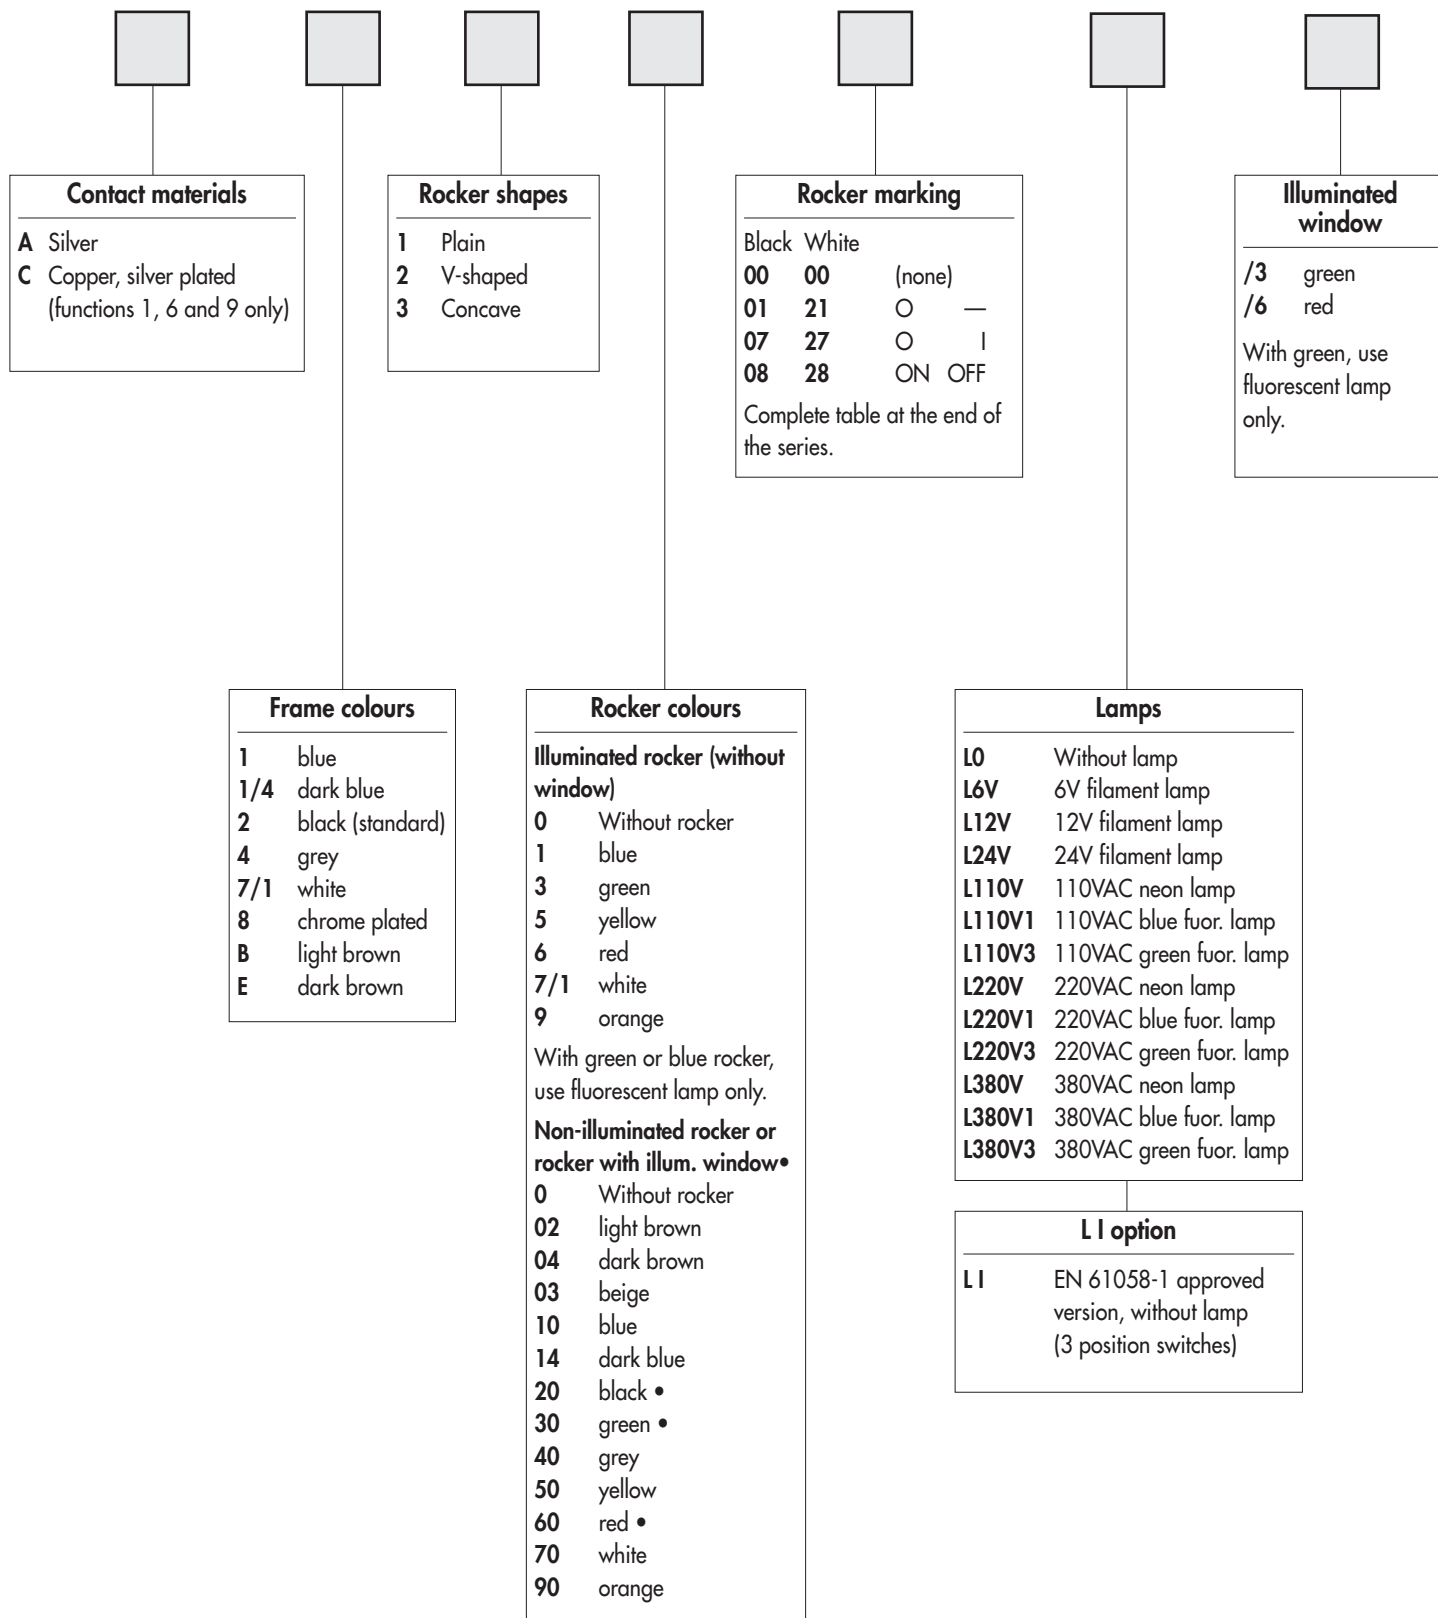 Contact materials
A Silver
C Copper, silver plated
(functions 1, 6 and 9 only)
Rocker shapes
1 Plain
2 V-shaped
3 Concave
Rocker marking
Black White
00 00 (none)
01 21 O —
07 27 O I
08 28 ON OFF
Complete table at the end of
the series.
Illuminated
window
/3 green
/6 red
With green, use
fluorescent lamp
only.
Frame colours
1 blue
1/4 dark blue
2 black (standard)
4 grey
7/1 white
8 chrome plated
B light brown
E dark brown
Rocker colours
Illuminated rocker (without
window)
0 Without rocker
1 blue
3 green
5 yellow
6 red
7/1 white
9 orange
With green or blue rocker,
use fluorescent lamp only.
Non-illuminated rocker or
rocker with illum. window•
0 Without rocker
02 light brown
04 dark brown
03 beige
10 blue
14 dark blue
20 black •
30 green •
40 grey
50 yellow
60 red •
70 white
90 orange
Lamps
L0 Without lamp
L6V 6V filament lamp
L12V 12V filament lamp
L24V 24V filament lamp
L110V 110VAC neon lamp
L110V1 110VAC blue fuor. lamp
L110V3 110VAC green fuor. lamp
L220V 220VAC neon lamp
L220V1 220VAC blue fuor. lamp
L220V3 220VAC green fuor. lamp
L380V 380VAC neon lamp
L380V1 380VAC blue fuor. lamp
L380V3 380VAC green fuor. lamp
L I option
L I EN 61058-1 approved
version, without lamp
(3 position switches)